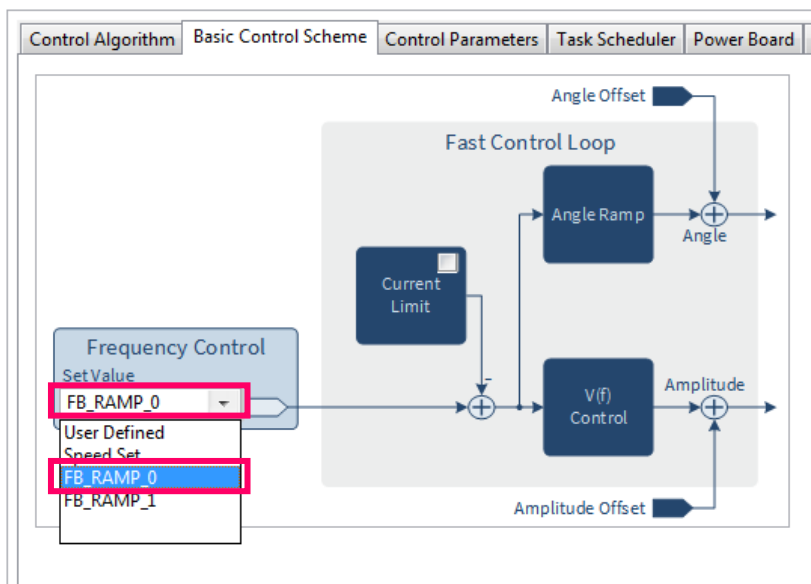 Control Algorithm
Basic Control Scheme
Control Parameters
Task Scheduler
Power Board
Angle Offset
Fast Control Loop
Angle Ramp
Angle
Current
Limit
Frequency Control
Set Value
FB_RAMP_0
-
Amplitude
V(f)
Control
User Defined
Speed Set
FB_RAMP_0
FB_RAMP_1
Amplitude Offset